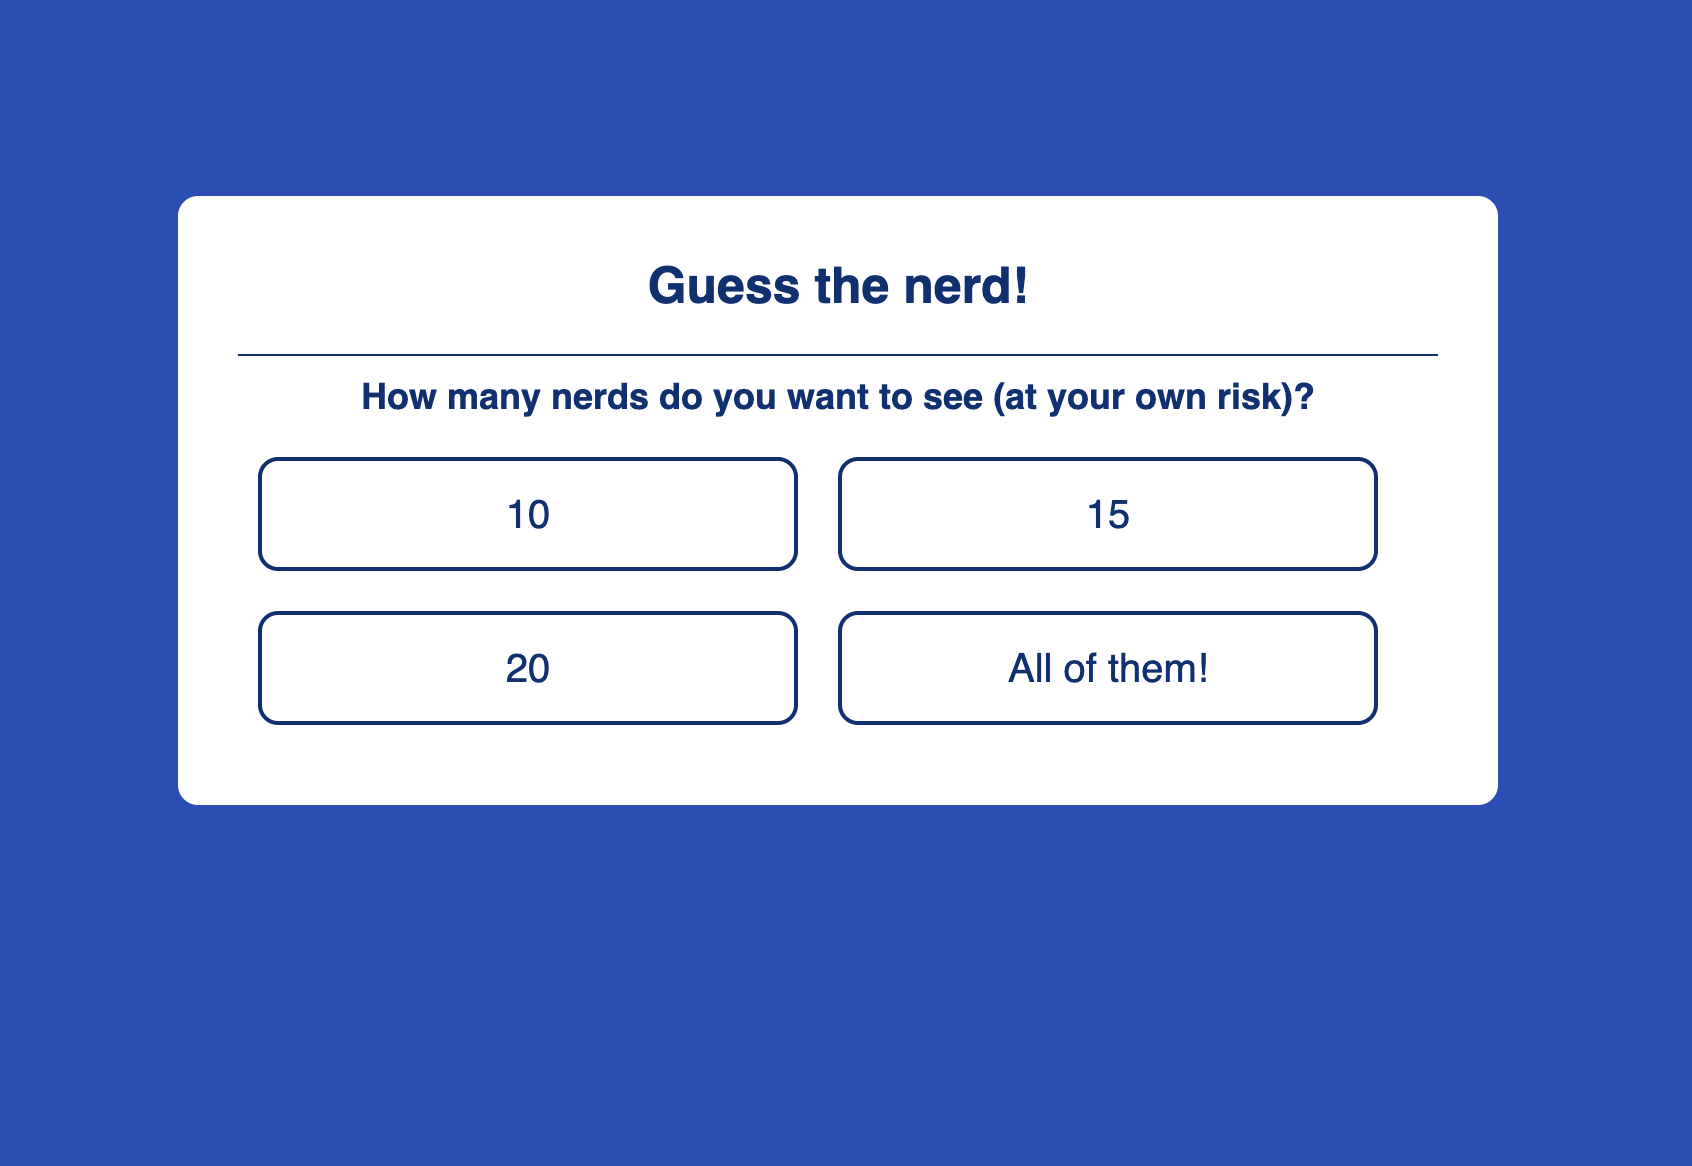 Guess the nerd!
How many nerds do you want to see (at your own risk)?
10
15
20
All of them!